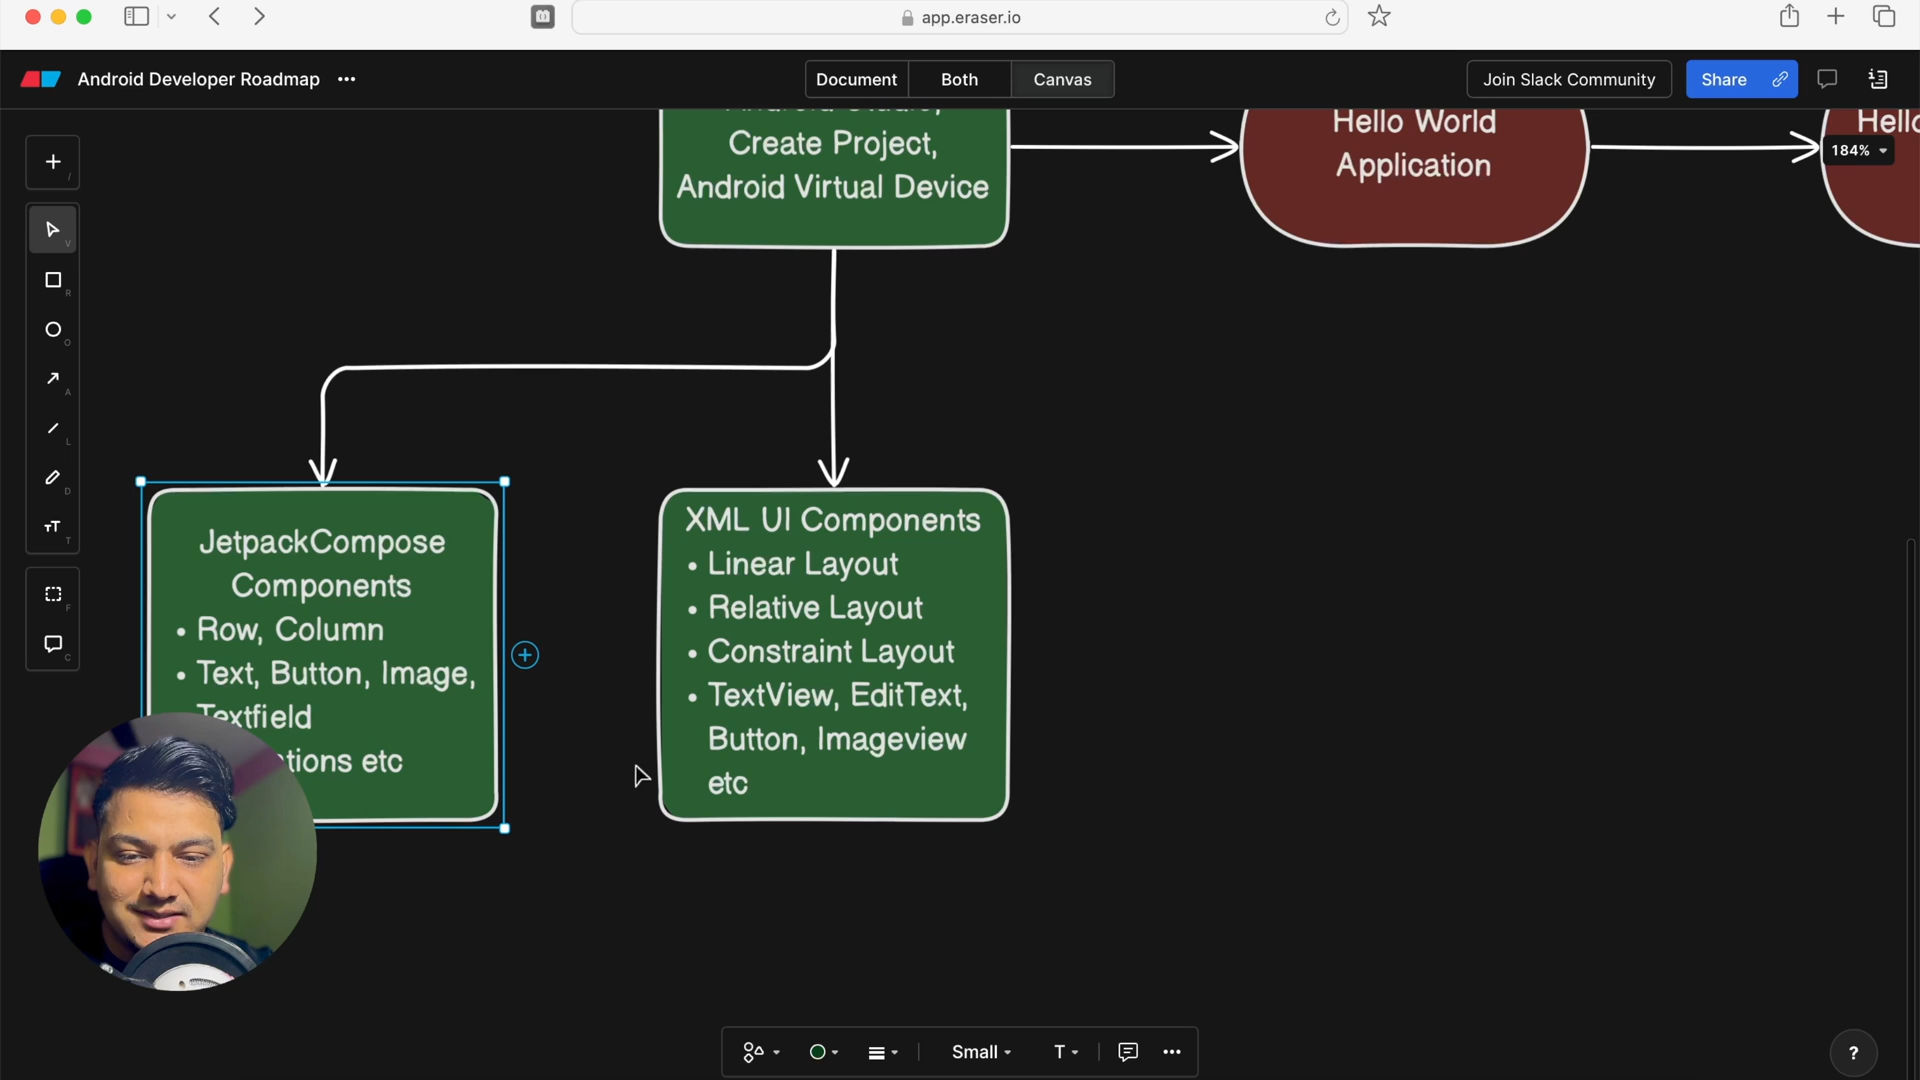 app.eraser.io
Android Developer Roadmap
Document
Both
Canvas
Join Slack Community
Share
184%
Create Project,
Android Virtual Device
Hello World
Application
JetpackCompose
Components
• Row, Column
• Text, Button, Image,
Textfield
etc
XML UI Components
• Linear Layout
• Relative Layout
• Constraint Layout
• TextView, EditText,
Button, Imageview
etc
/
V
R
O
A
L
D
T
F
C
Small
T
?